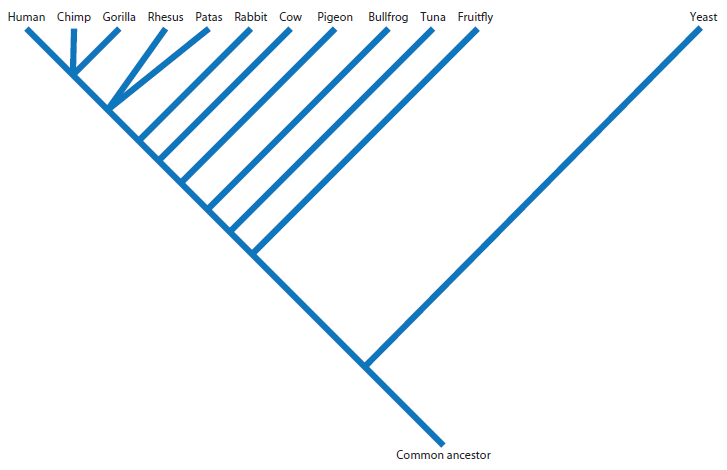 Human Chimp Gorilla Rhesus Patas Rabbit Cow Pigeon Bullfrog Tuna Fruitfly Yeast
Common ancestor